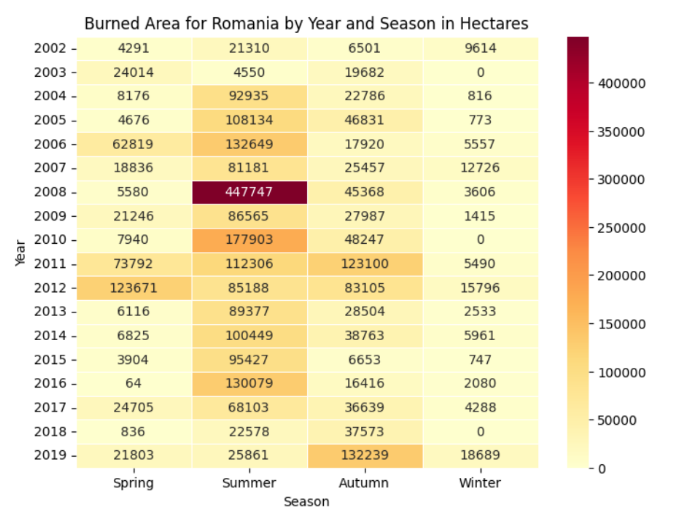 Burned Area for Romania by Year and Season in Hectares
2002 4291 21310 6501 9614
2003 24014 4550 19682 0
2004 8176 92935 22786 816
2005 4676 108134 46831 773
2006 62819 132649 17920 5557
2007 18836 81181 25457 12726
2008 5580 447747 45368 3606
2009 21246 86565 27987 1415
2010 7940 177903 48247 0
2011 73792 112306 123100 5490
2012 123671 85188 83105 15796
2013 6116 89377 28504 2533
2014 6825 100449 38763 5961
2015 3904 95427 6653 747
2016 64 130079 16416 2080
2017 24705 68103 36639 4288
2018 836 22578 37573 0
2019 21803 25861 132239 18689
Spring Summer Autumn Winter
Season
Year
400000
350000
300000
250000
200000
150000
100000
50000
0